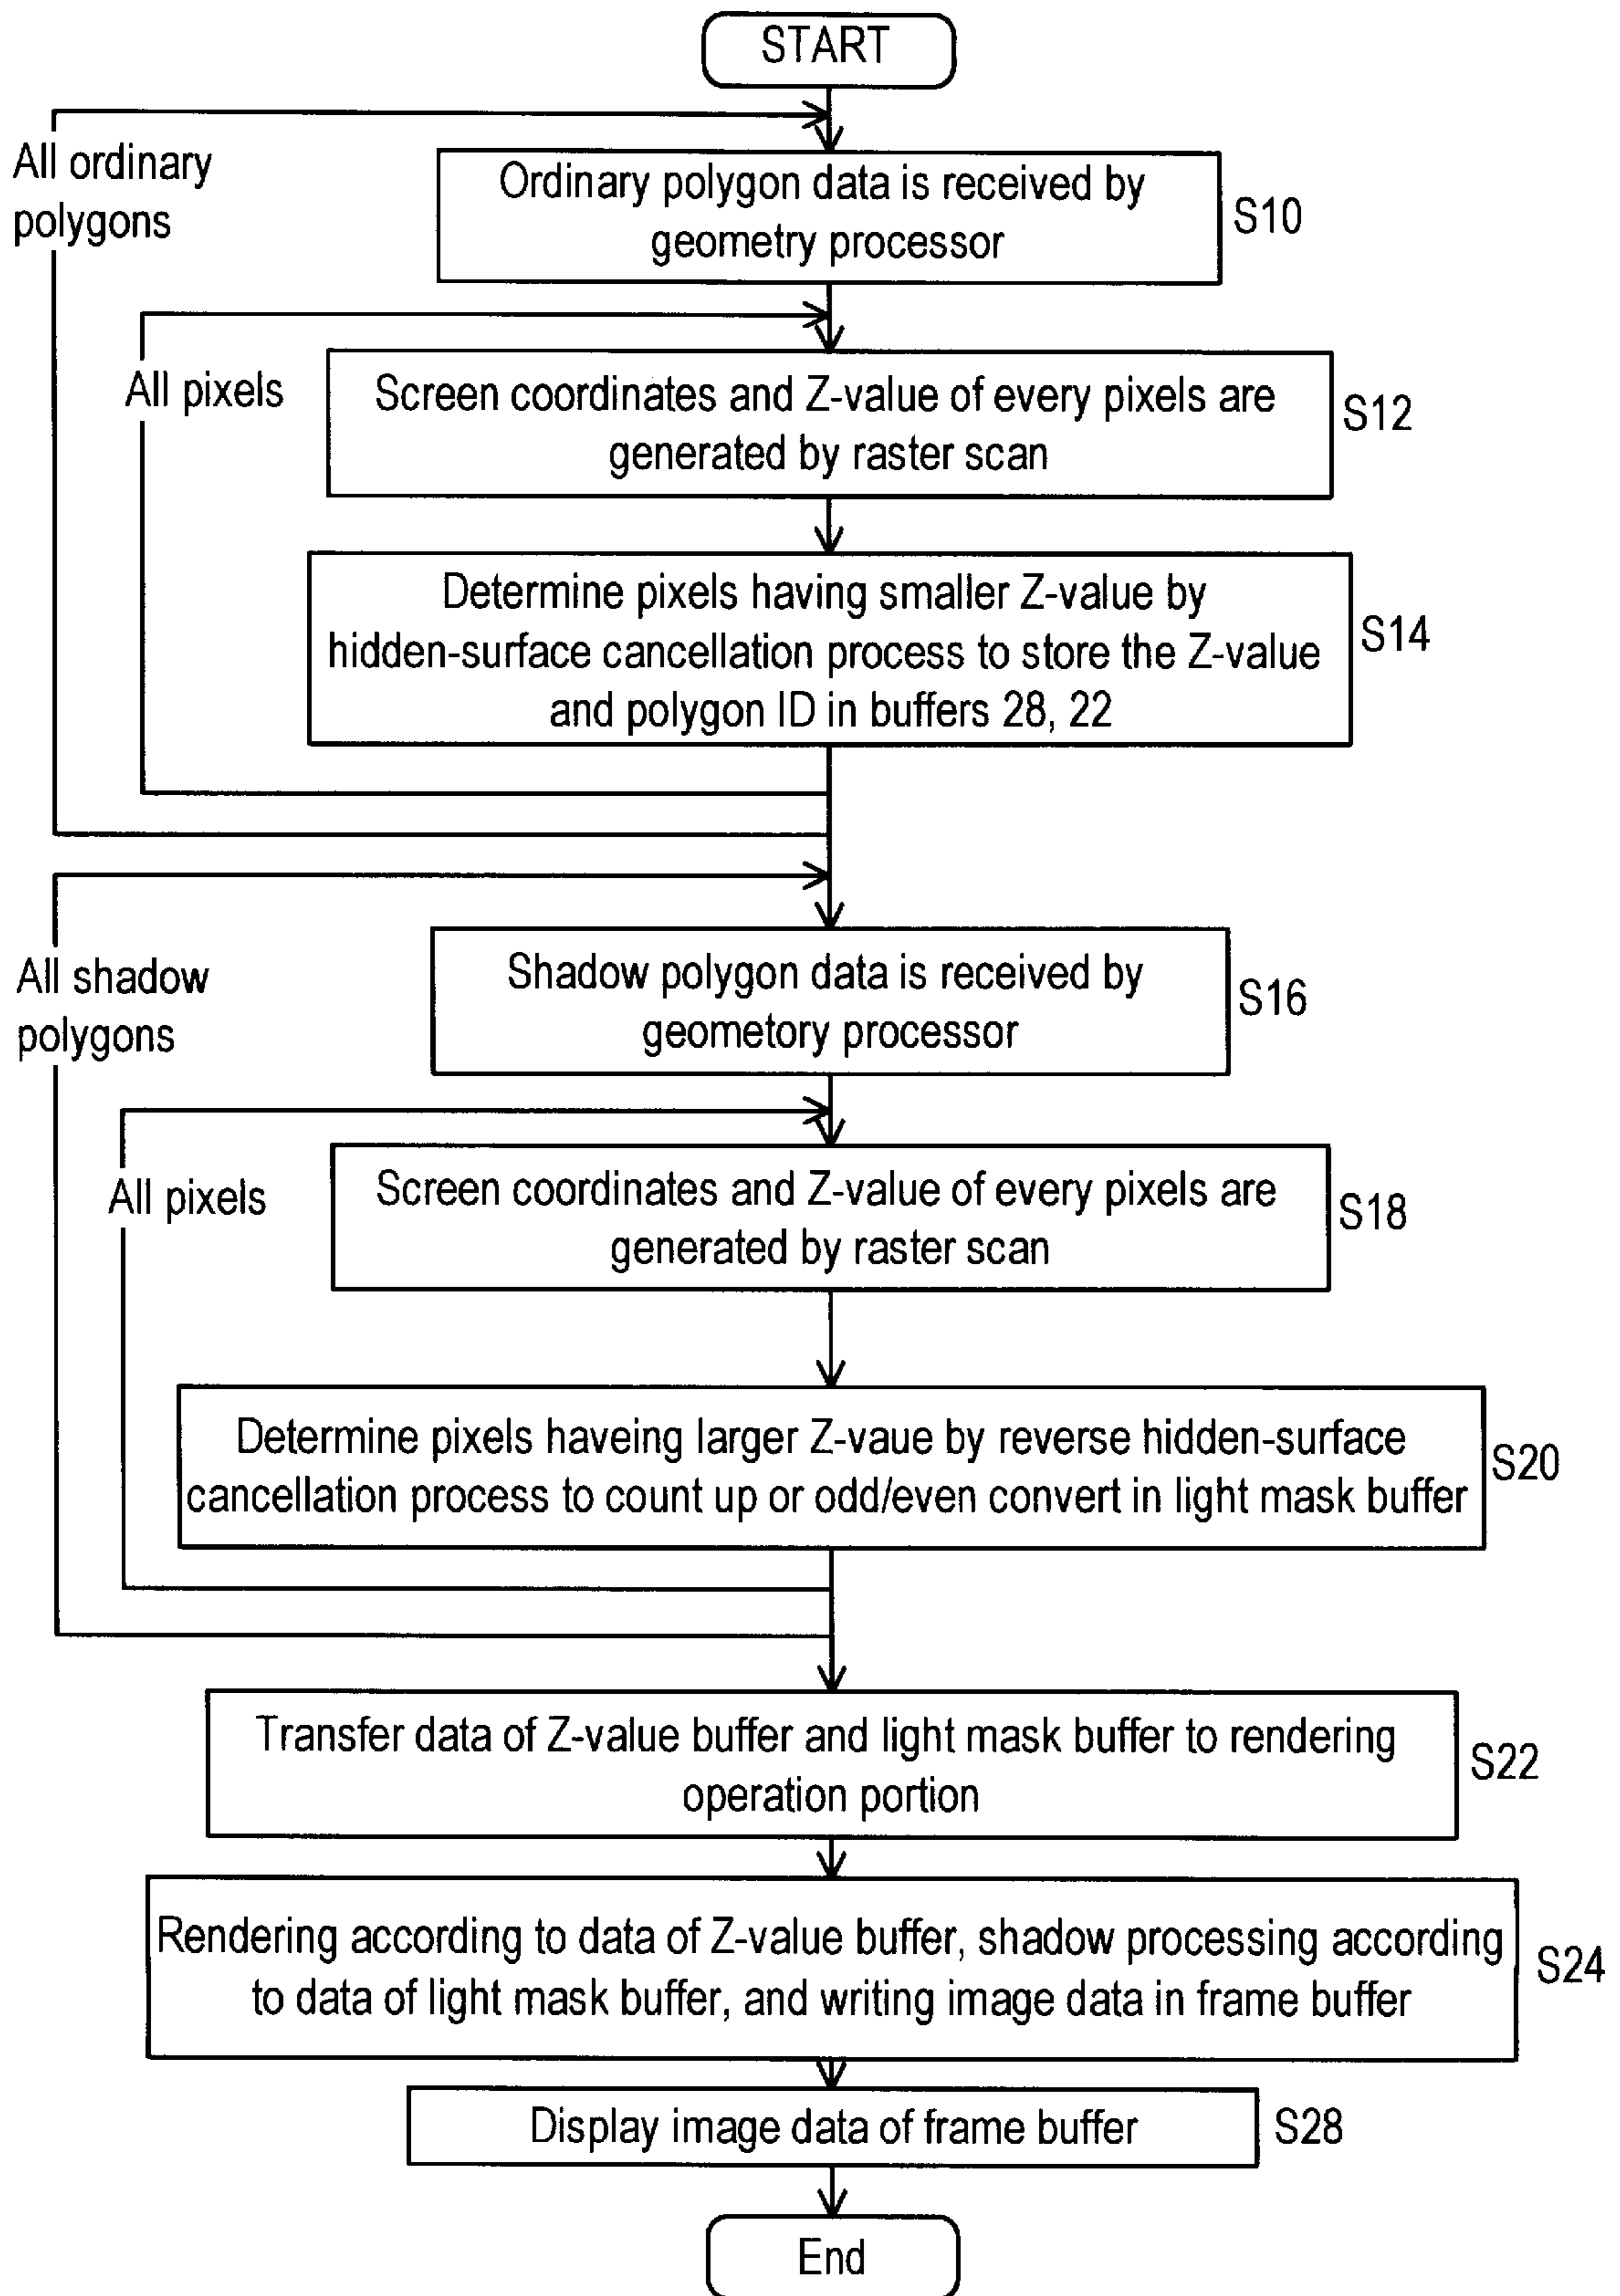 START
All ordinary
polygons
Ordinary polygon data is received by
geometry processor
S10
All pixels
Screen coordinates and Z-value of every pixels are
generated by raster scan
S12
Determine pixels having smaller Z-value by
hidden-surface cancellation process to store the Z-value
and polygon ID in buffers 28, 22
S14
All shadow
polygons
Shadow polygon data is received by
geometory processor
S16
All pixels
Screen coordinates and Z-value of every pixels are
generated by raster scan
S18
Determine pixels haveing larger Z-vaue by reverse hidden-surface
cancellation process to count up or odd/even convert in light mask buffer
S20
Transfer data of Z-value buffer and light mask buffer to rendering
operation portion
S22
Rendering according to data of Z-value buffer, shadow processing according
to data of light mask buffer, and writing image data in frame buffer
S24
Display image data of frame buffer
S28
End